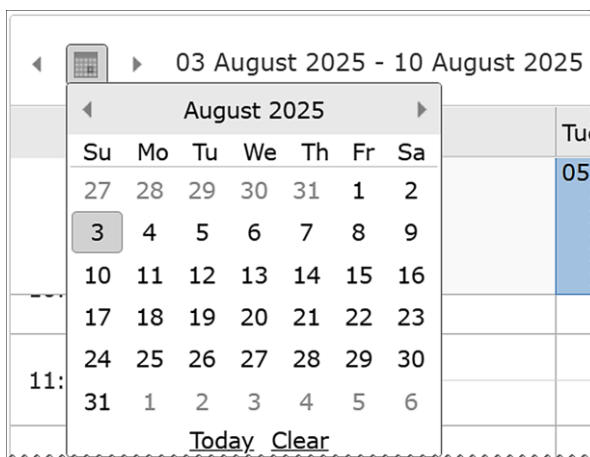 03 August 2025 - 10 August 2025
August 2025
Su Mo Tu We Th Fr Sa
27 28 29 30 31 1 2
3 4 5 6 7 8 9
10 11 12 13 14 15 16
17 18 19 20 21 22 23
24 25 26 27 28 29 30
31 1 2 3 4 5 6
Today Clear
Tu
05
11: